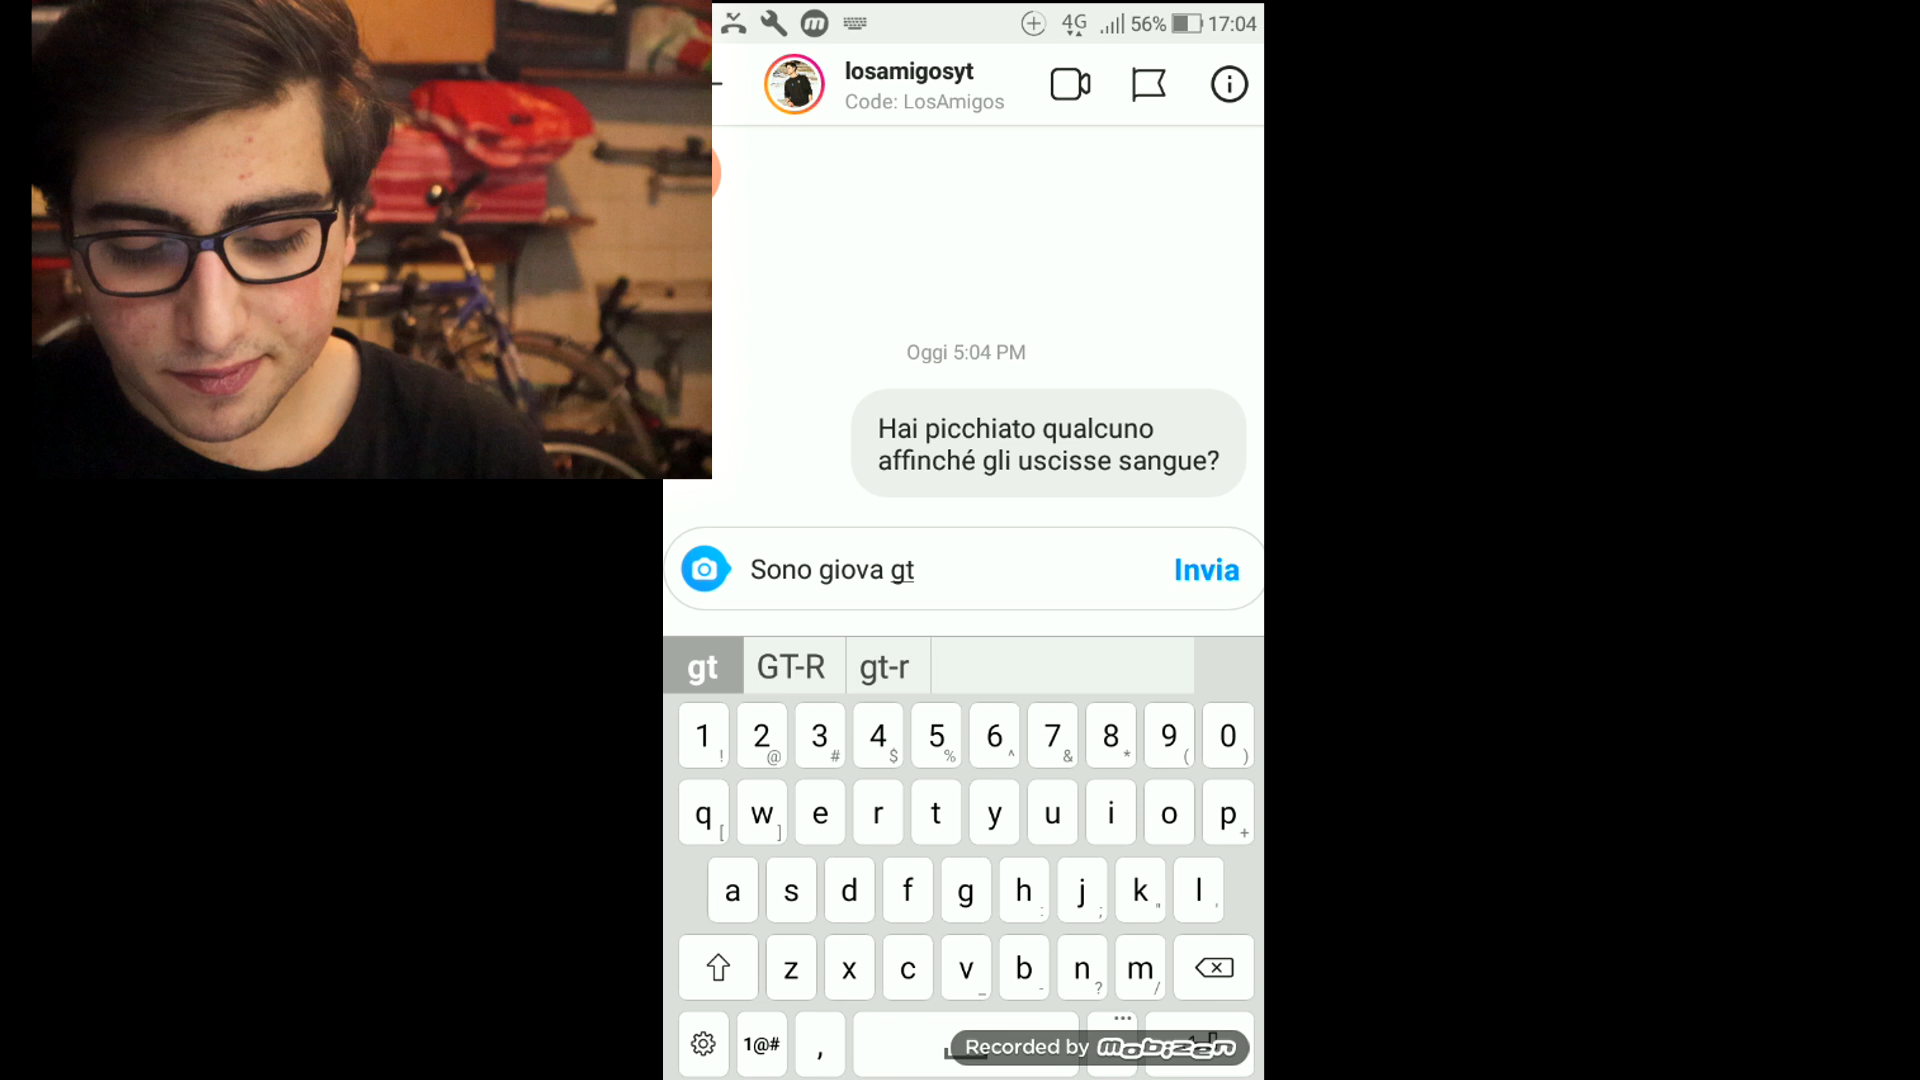 4G 56% 17:04
losamigosyt
Code: LosAmigos
Oggi 5:04 PM
Hai picchiato qualcuno
affinché gli uscisse sangue?
Sono giova gt
Invia
gt GT-R gt-r
1 ! 2 @ 3 # 4 $ 5 % 6 ^ 7 & 8 * 9 ( 0 )
q [ w ] e r t y u i o p +
a s d f g h : j ; k " l '
z x c v _ b - n ? m /
1@# , ...
Recorded by mobizen